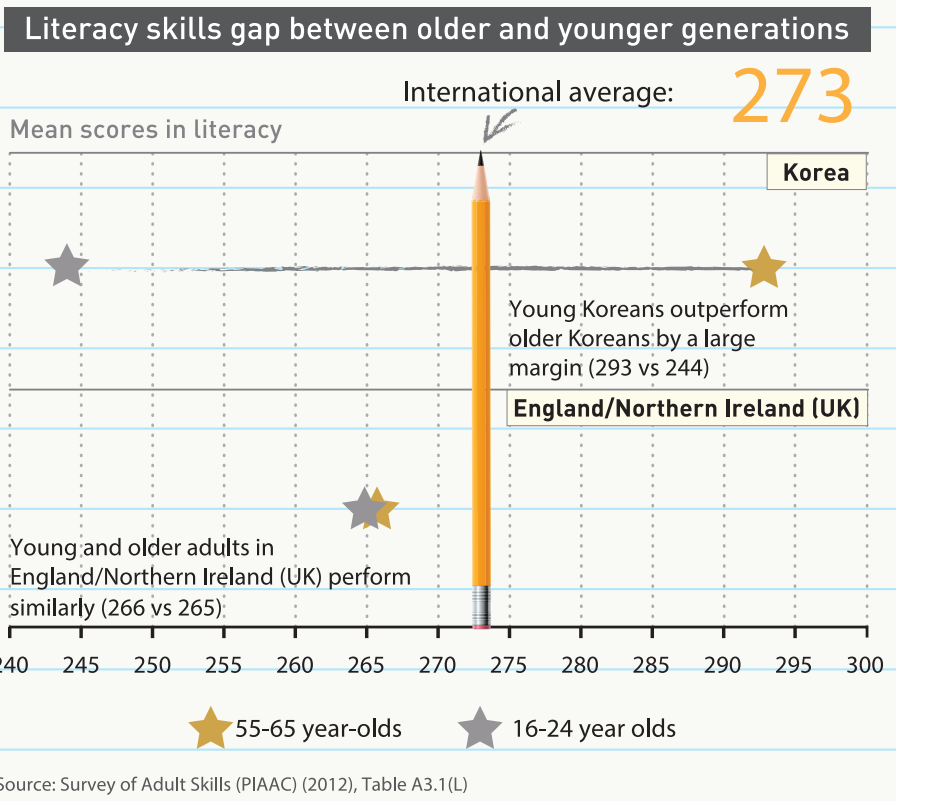 Literacy skills gap between older and younger generations
International average: 273
Mean scores in literacy
Korea
Young Koreans outperform
older Koreans by a large
margin (293 vs 244)
England/Northern Ireland (UK)
Young and older adults in
England/Northern Ireland (UK) perform
similarly (266 vs 265)
240 245 250 255 260 265 270 275 280 285 290 295 300
55-65 year-olds 16-24 year olds
Source: Survey of Adult Skills (PIAAC) (2012), Table A3.1(L)